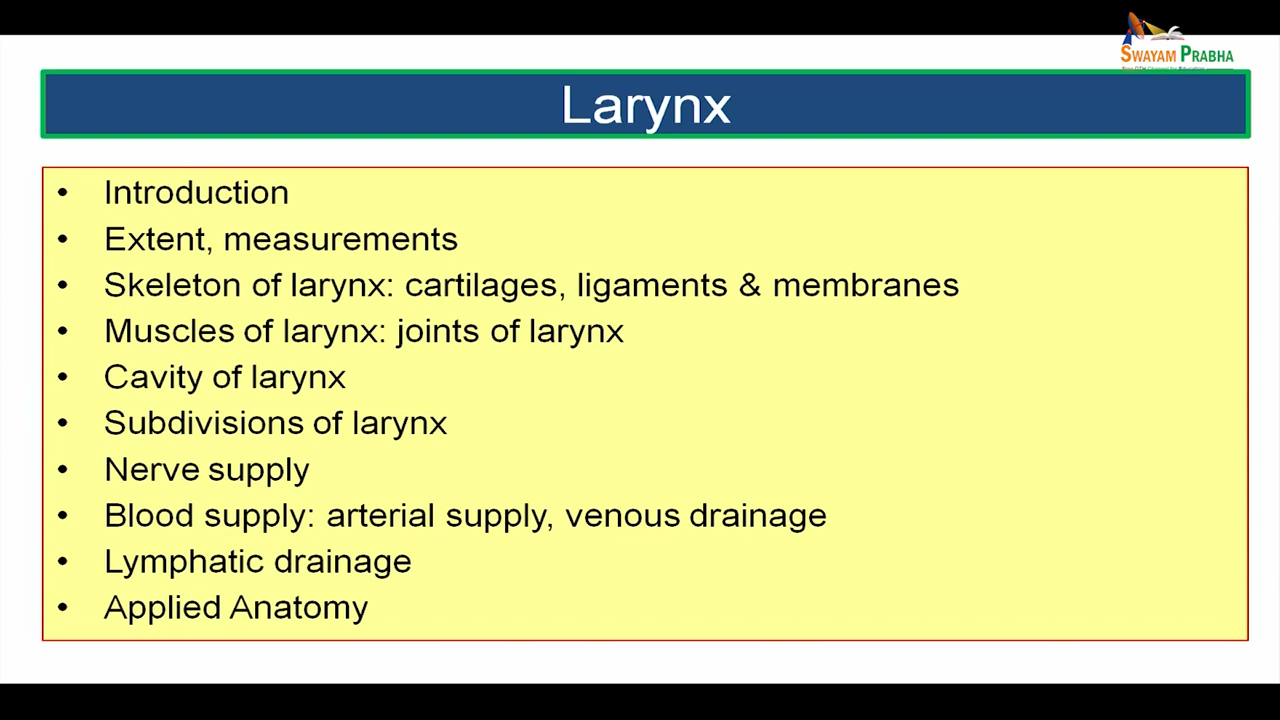 SWAYAM PRABHA
Larynx
• Introduction
• Extent, measurements
• Skeleton of larynx: cartilages, ligaments & membranes
• Muscles of larynx: joints of larynx
• Cavity of larynx
• Subdivisions of larynx
• Nerve supply
• Blood supply: arterial supply, venous drainage
• Lymphatic drainage
• Applied Anatomy